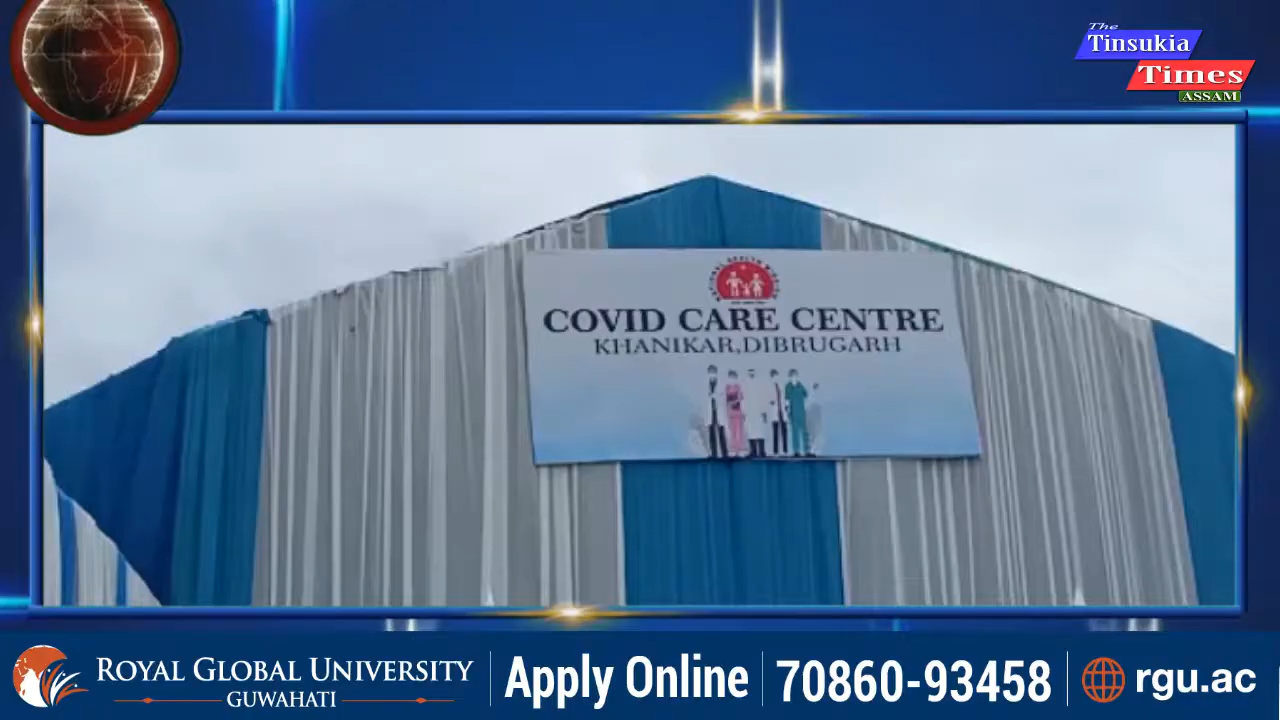 The
Tinsukia
Times
ASSAM
COVID CARE CENTRE
KHANIKAR,DIBRUGARH
ROYAL GLOBAL UNIVERSITY
GUWAHATI
Apply Online
70860-93458
rgu.ac